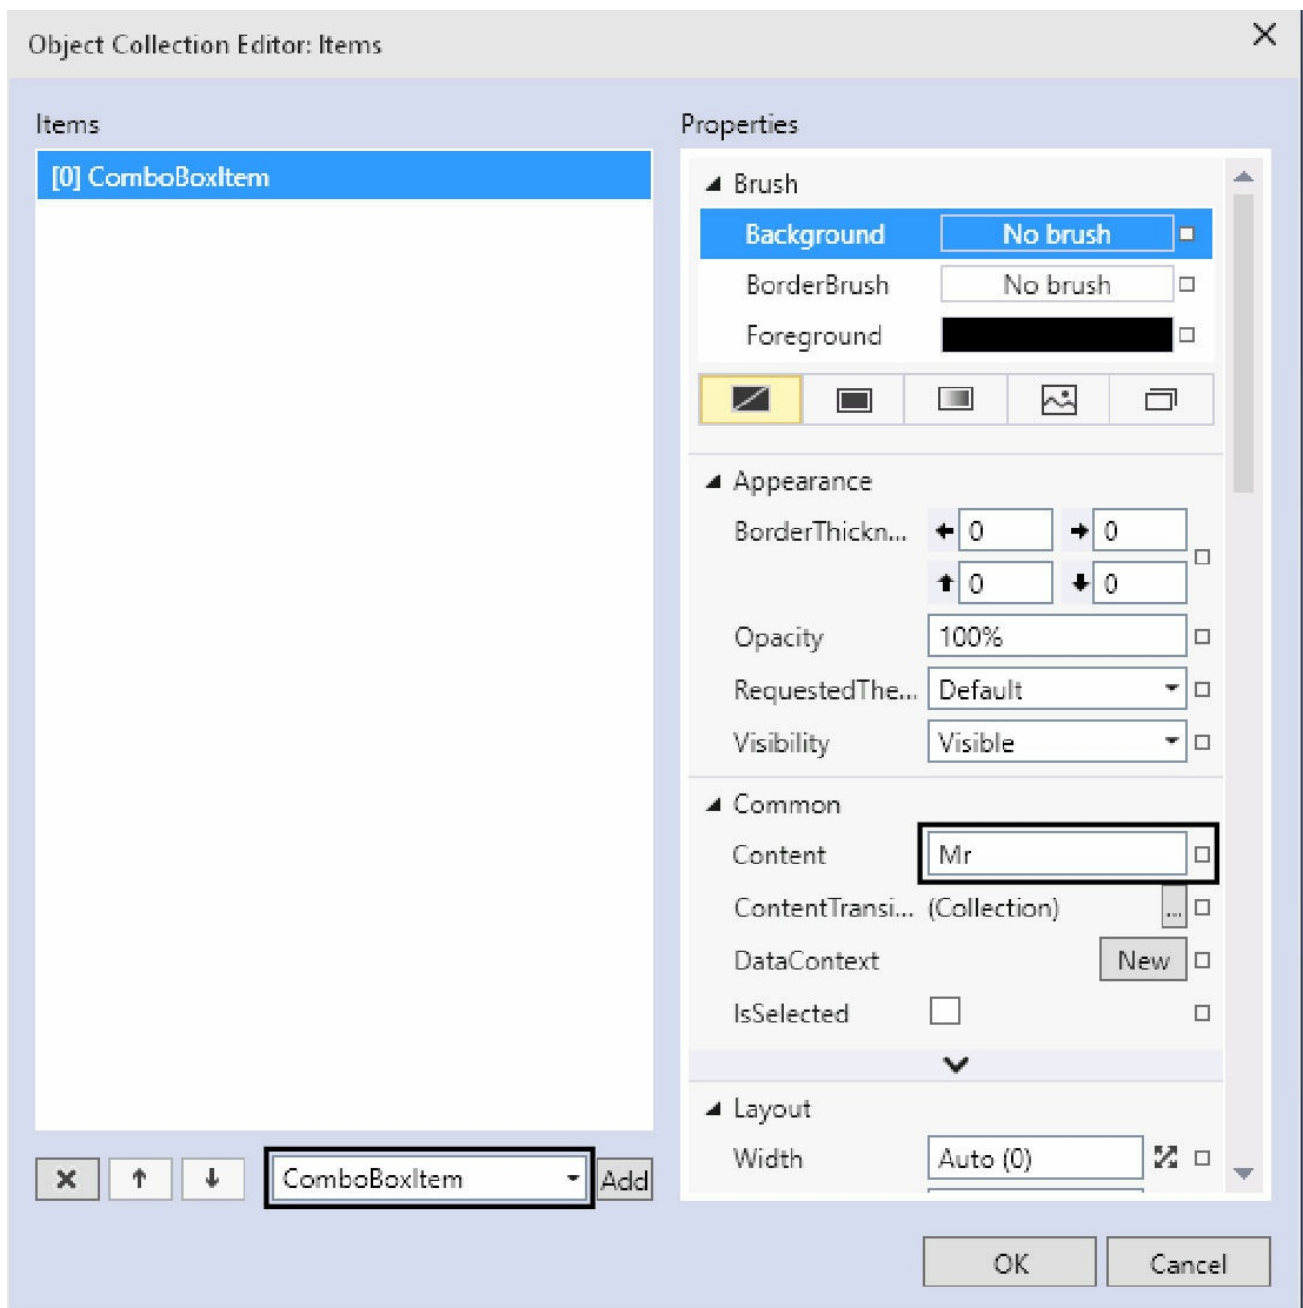 Object Collection Editor: Items
Items
[0] ComboBoxItem
ComboBoxItem
Add
Properties
Brush
Background No brush
BorderBrush No brush
Foreground
Appearance
BorderThickn... 0 0
0 0
Opacity 100%
RequestedThe... Default
Visibility Visible
Common
Content Mr
ContentTransi... (Collection) ...
DataContext New
IsSelected
Layout
Width Auto (0)
OK Cancel